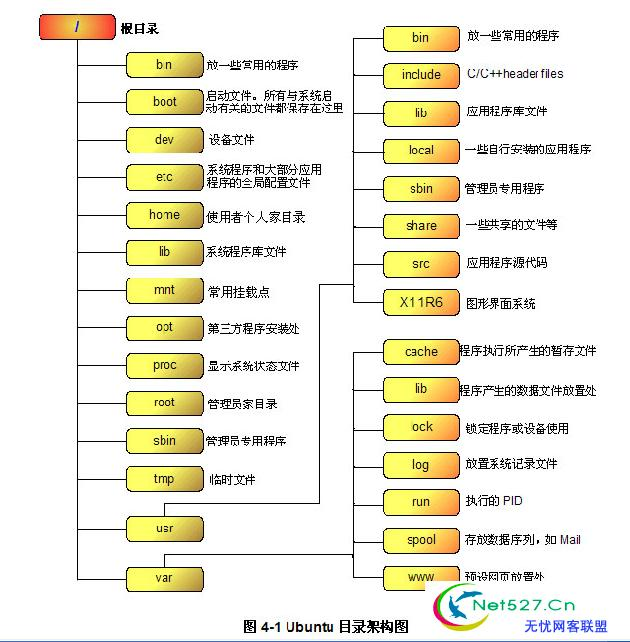 / 根目录
bin 放一些常用的程序
boot 启动文件。所有与系统启
动有关的文件都保存在这里
dev 设备文件
etc 系统程序和大部分应用
程序的全局配置文件
home 使用者个人家目录
lib 系统程序库文件
mnt 常用挂载点
opt 第三方程序安装处
proc 显示系统状态文件
root 管理员家目录
sbin 管理员专用程序
tmp 临时文件
usr
var
bin 放一些常用的程序
include C/C++header files
lib 应用程序库文件
local 一些自行安装的应用程序
sbin 管理员专用程序
share 一些共享的文件等
src 应用程序源代码
X11R6 图形界面系统
cache 程序执行所产生的暂存文件
lib 程序产生的数据文件放置处
lock 锁定程序或设备使用
log 放置系统记录文件
run 执行的 PID
spool 存放数据序列，如 Mail
www 预设网页放置处
图 4-1 Ubuntu 目录架构图
Net527.Cn
无忧网客联盟